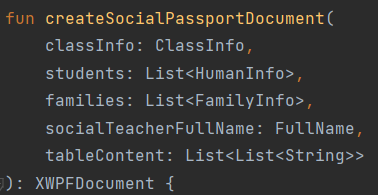 fun createSocialPassportDocument(
    classInfo: ClassInfo,
    students: List<HumanInfo>,
    families: List<FamilyInfo>,
    socialTeacherFullName: FullName,
    tableContent: List<List<String>>
): XWPFDocument {